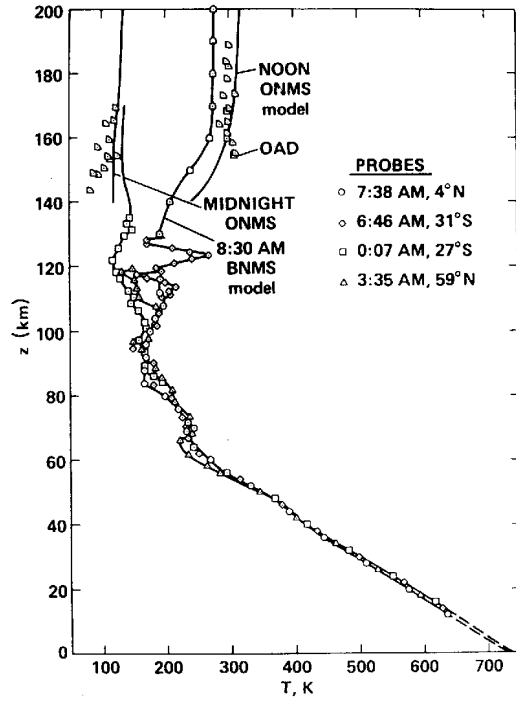 200
180
160
140
120
100
80
60
40
20
0
z (km)
NOON
ONMS
model
OAD
MIDNIGHT
ONMS
8:30 AM
BNMS
model
PROBES
○ 7:38 AM, 4°N
◇ 6:46 AM, 31°S
□ 0:07 AM, 27°S
△ 3:35 AM, 59°N
100 200 300 400 500 600 700
T, K